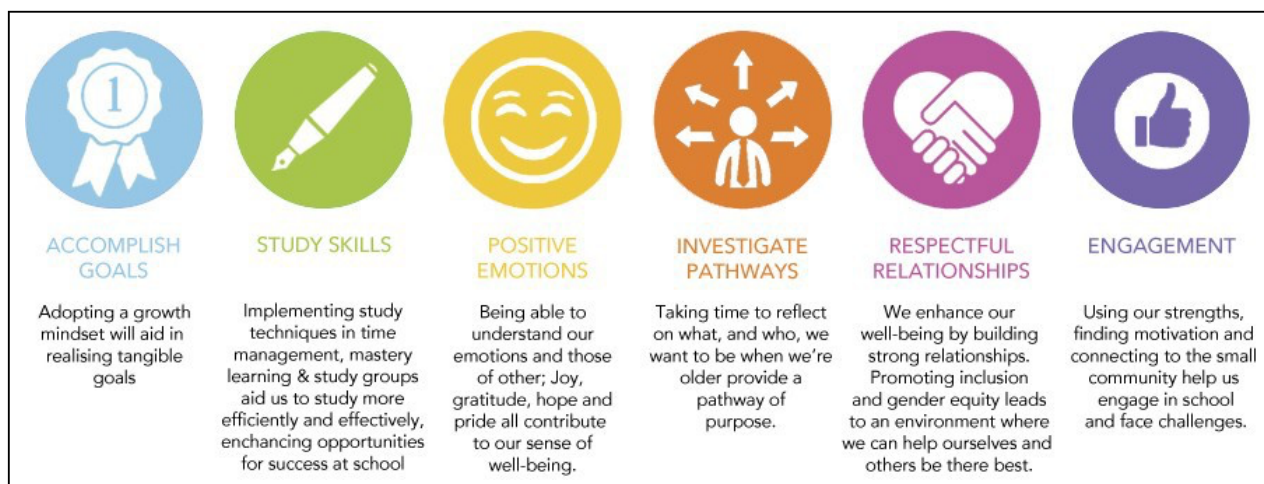 1
ACCOMPLISH
GOALS
Adopting a growth
mindset will aid in
realising tangible
goals
STUDY SKILLS
Implementing study
techniques in time
management, mastery
learning & study groups
aid us to study more
efficiently and effectively,
enchancing opportunities
for success at school
POSITIVE
EMOTIONS
Being able to
understand our
emotions and those
of other; Joy,
gratitude, hope and
pride all contribute
to our sense of
well-being.
INVESTIGATE
PATHWAYS
Taking time to reflect
on what, and who, we
want to be when we're
older provide a
pathway of
purpose.
RESPECTFUL
RELATIONSHIPS
We enhance our
well-being by building
strong relationships.
Promoting inclusion
and gender equity leads
to an environment where
we can help ourselves and
others be there best.
ENGAGEMENT
Using our strengths,
finding motivation and
connecting to the small
community help us
engage in school
and face challenges.